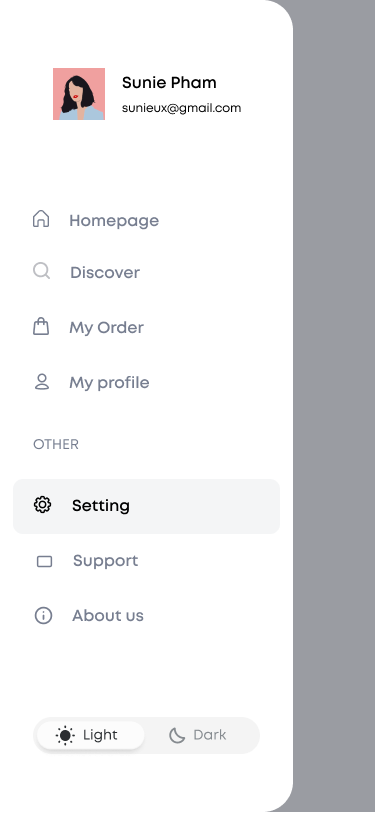 Sunie Pham
sunieux@gmail.com
Homepage
Discover
My Order
My profile
OTHER
Setting
Support
About us
Light
Dark